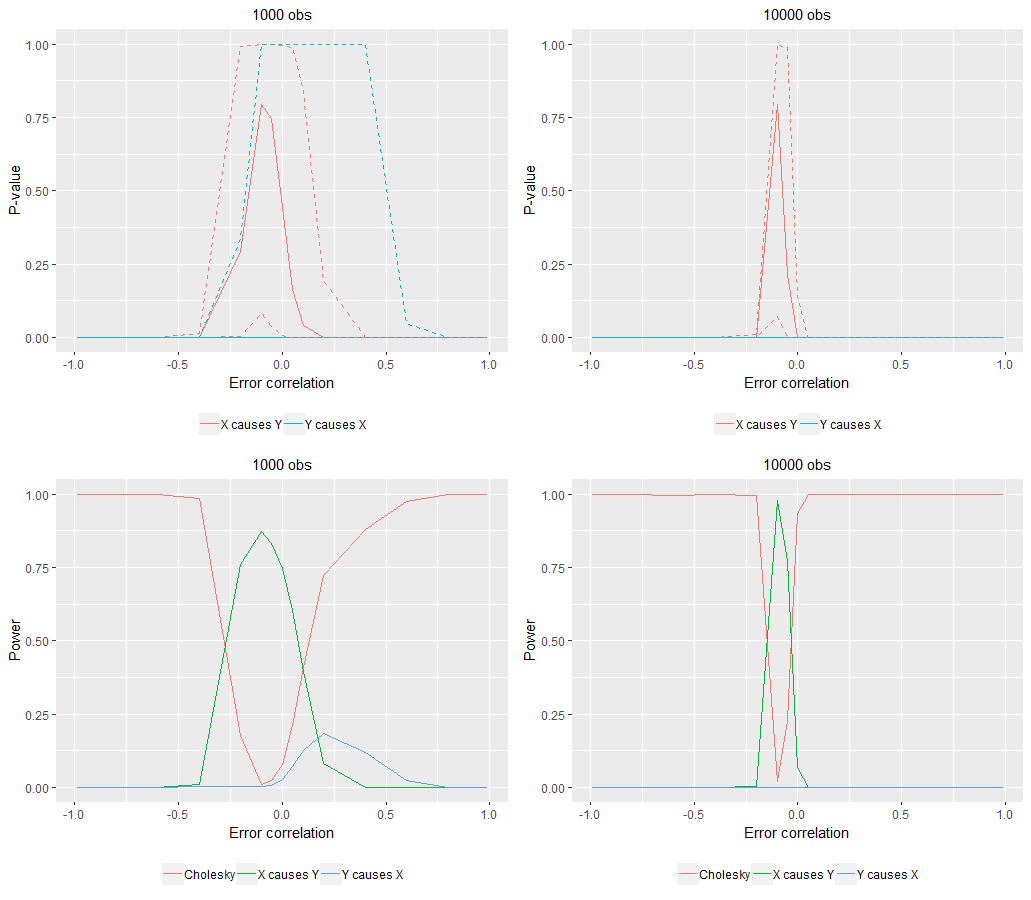 1000 obs
P-value
1.00
0.75
0.50
0.25
0.00
-1.0 -0.5 0.0 0.5 1.0
Error correlation
X causes Y Y causes X
10000 obs
P-value
1.00
0.75
0.50
0.25
0.00
-1.0 -0.5 0.0 0.5 1.0
Error correlation
X causes Y Y causes X
1000 obs
Power
1.00
0.75
0.50
0.25
0.00
-1.0 -0.5 0.0 0.5 1.0
Error correlation
Cholesky X causes Y Y causes X
10000 obs
Power
1.00
0.75
0.50
0.25
0.00
-1.0 -0.5 0.0 0.5 1.0
Error correlation
Cholesky X causes Y Y causes X